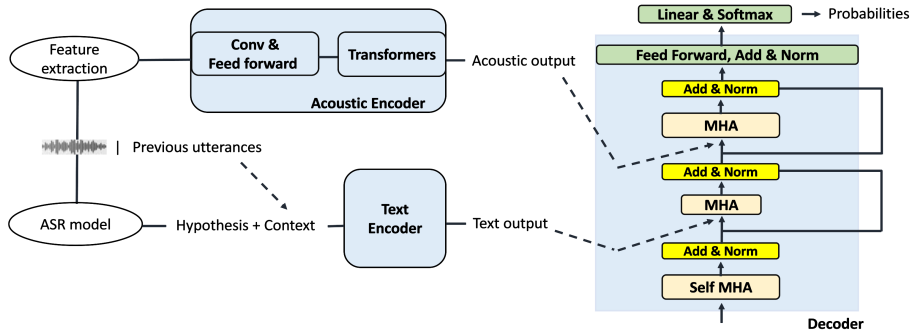 Feature
extraction
Conv &
Feed forward
Transformers
Acoustic Encoder
Acoustic output
| Previous utterances
ASR model
Hypothesis + Context
Text
Encoder
Text output
Linear & Softmax
Probabilities
Feed Forward, Add & Norm
Add & Norm
MHA
Add & Norm
MHA
Add & Norm
Self MHA
Decoder